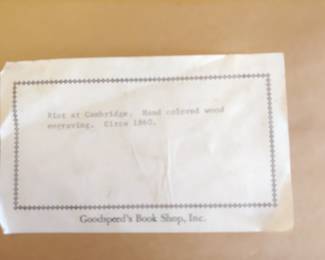 Riot at Cambridge. Hand colored wood
engraving. Circa 1860.
Goodspeed's Book Shop, Inc.